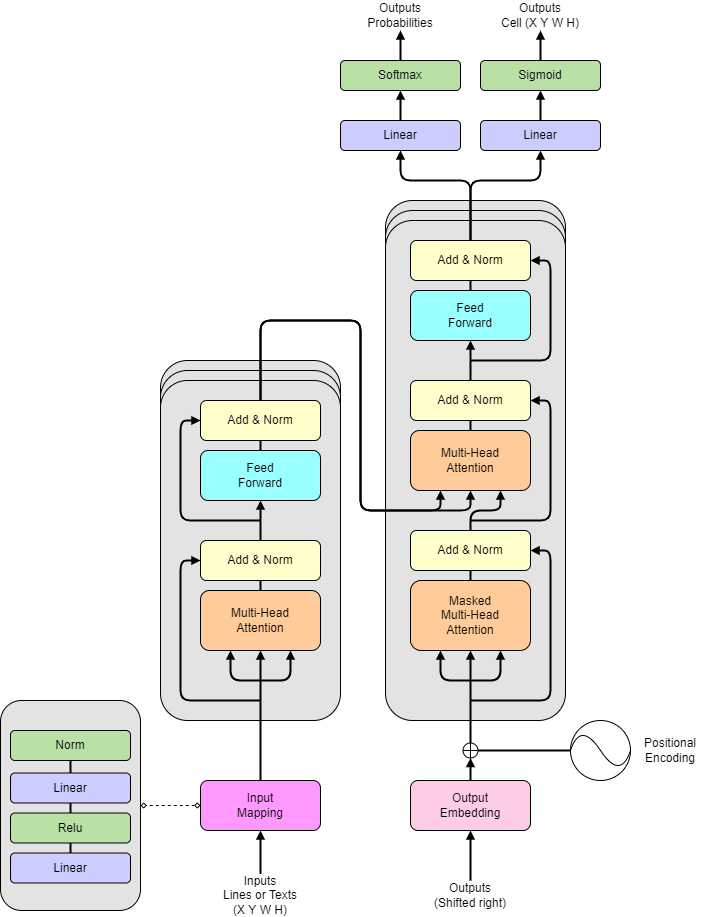 Outputs
Probabilities
Outputs
Cell (X Y W H)
Softmax
Sigmoid
Linear
Linear
Add & Norm
Feed
Forward
Add & Norm
Multi-Head
Attention
Add & Norm
Masked
Multi-Head
Attention
Add & Norm
Feed
Forward
Add & Norm
Multi-Head
Attention
Norm
Linear
Relu
Linear
Input
Mapping
Output
Embedding
Positional
Encoding
Inputs
Lines or Texts
(X Y W H)
Outputs
(Shifted right)